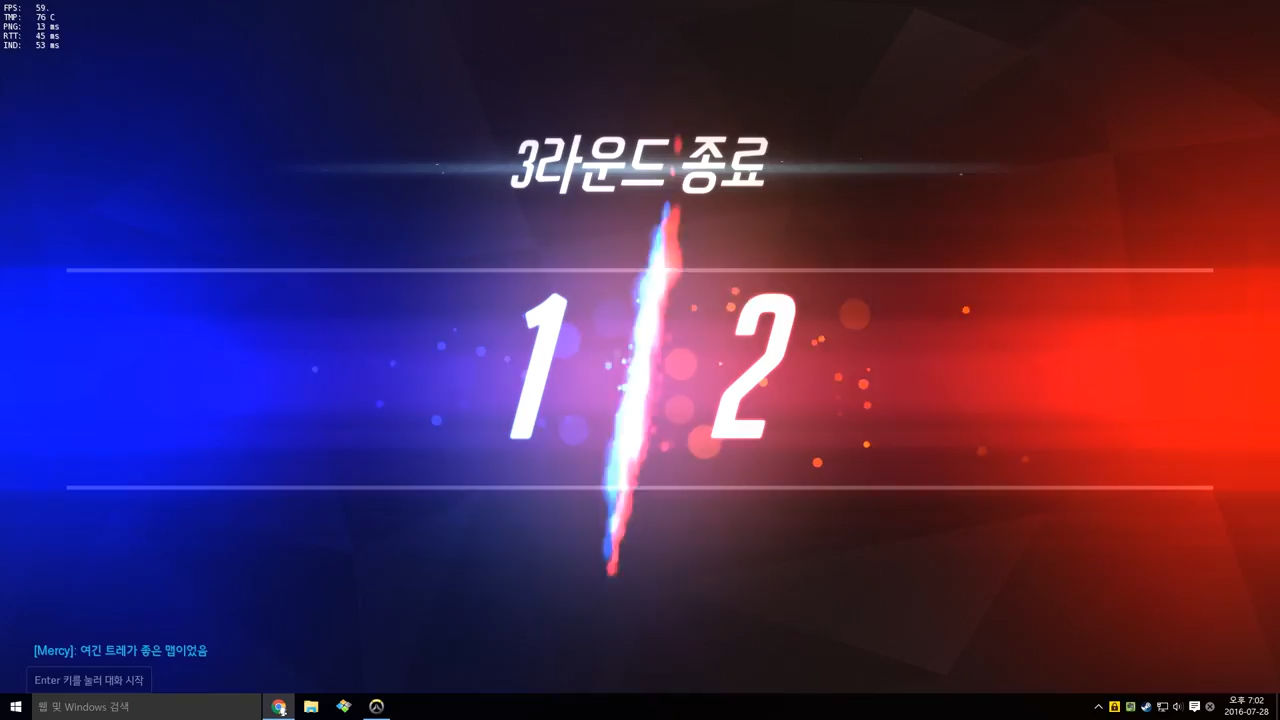 FPS: 59.
TMP: 76 C
PNG: 13 ms
RTT: 45 ms
IND: 53 ms
3라운드 종료
1 2
[Mercy]: 여긴 트레가 좋은 맵이었음
Enter 키를 눌러 대화 시작
웹 및 Windows 검색
오후 7:02
2016-07-28